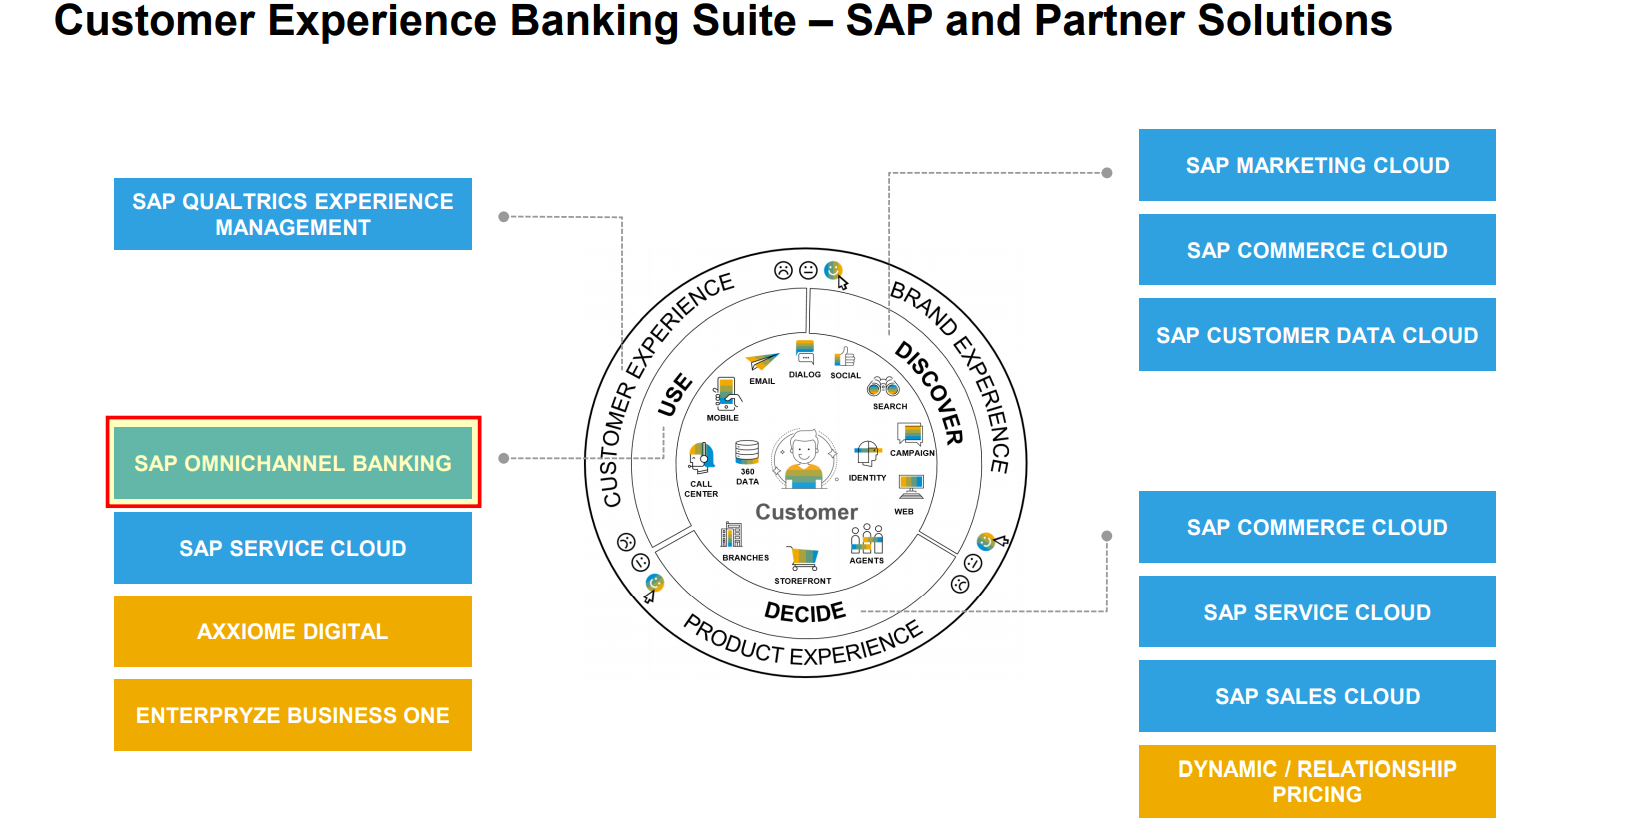 Customer Experience Banking Suite – SAP and Partner Solutions
SAP QUALTRICS EXPERIENCE
MANAGEMENT
SAP OMNICHANNEL BANKING
SAP SERVICE CLOUD
AXXIOME DIGITAL
ENTERPRYZE BUSINESS ONE
CUSTOMER EXPERIENCE
BRAND EXPERIENCE
PRODUCT EXPERIENCE
USE
DISCOVER
DECIDE
EMAIL
DIALOG
SOCIAL
MOBILE
SEARCH
CALL
CENTER
360
DATA
IDENTITY
CAMPAIGN
WEB
Customer
BRANCHES
STOREFRONT
AGENTS
SAP MARKETING CLOUD
SAP COMMERCE CLOUD
SAP CUSTOMER DATA CLOUD
SAP COMMERCE CLOUD
SAP SERVICE CLOUD
SAP SALES CLOUD
DYNAMIC / RELATIONSHIP
PRICING